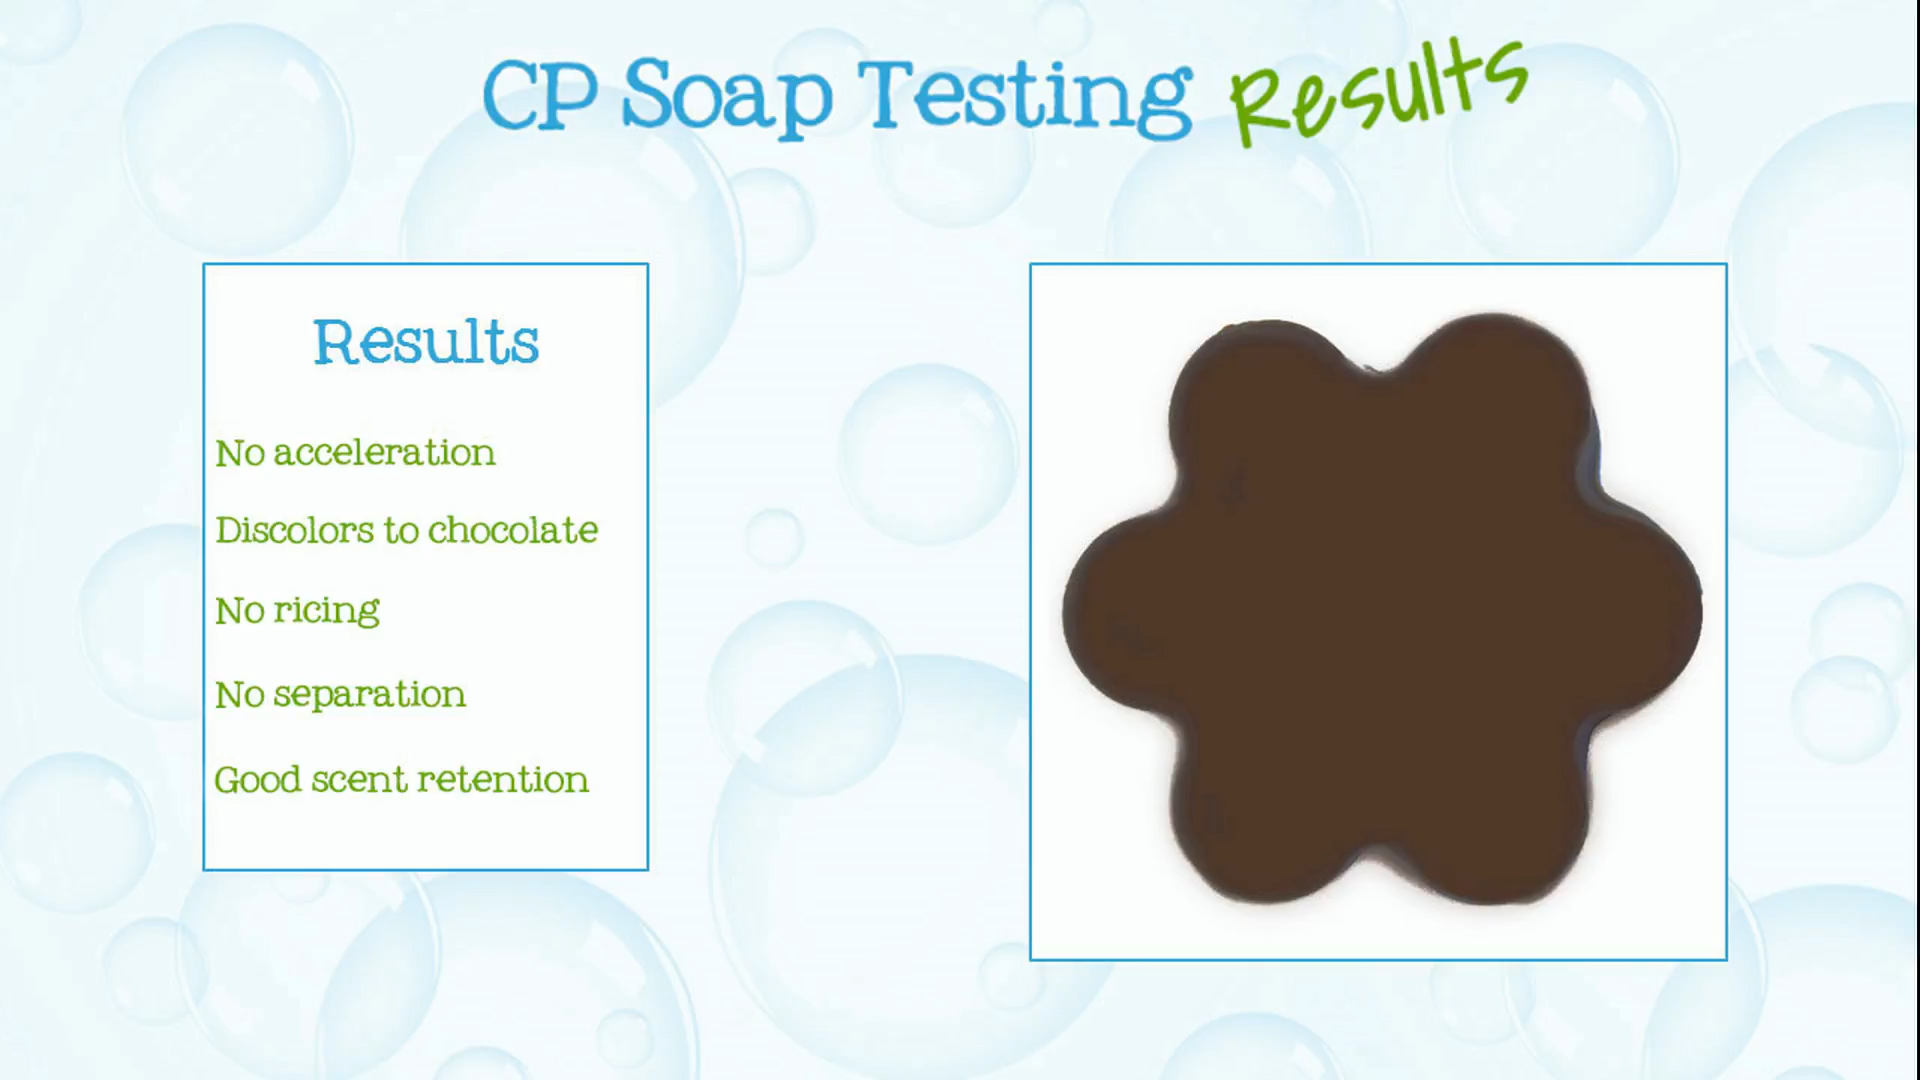 CP Soap Testing Results
Results
No acceleration
Discolors to chocolate
No ricing
No separation
Good scent retention